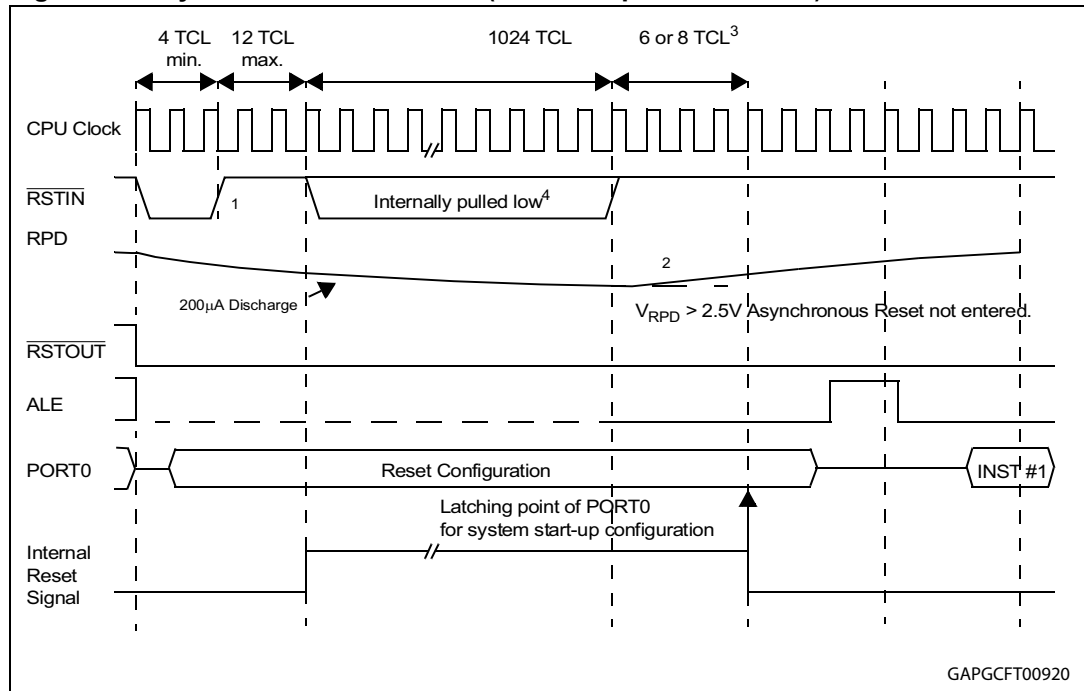 4 TCL min.
12 TCL max.
1024 TCL
6 or 8 TCL3
CPU Clock
RSTIN
1
Internally pulled low4
RPD
2
200μA Discharge
VRPD > 2.5V Asynchronous Reset not entered.
RSTOUT
ALE
PORT0
Reset Configuration
INST #1
Latching point of PORT0
for system start-up configuration
Internal
Reset
Signal
GAPGCFT00920